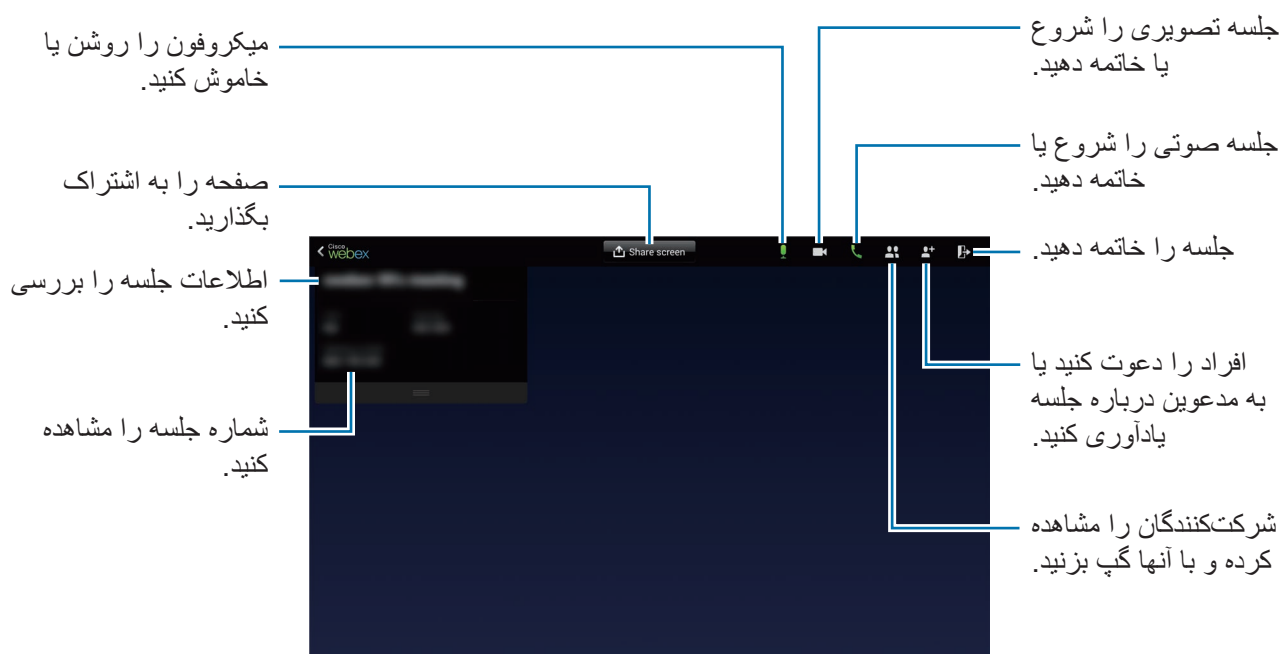 جلسه تصویری را شروع
یا خاتمه دهید.
میکروفون را روشن یا
خاموش کنید.
جلسه صوتی را شروع یا
خاتمه دهید.
صفحه را به اشتراک
بگذارید.
Cisco
webex
Share screen
جلسه را خاتمه دهید.
اطلاعات جلسه را بررسی
کنید.
افراد را دعوت کنید یا
به مدعوین درباره جلسه
یادآوری کنید.
شماره جلسه را مشاهده
کنید.
شرکت‌کنندگان را مشاهده
کرده و با آنها گپ بزنید.